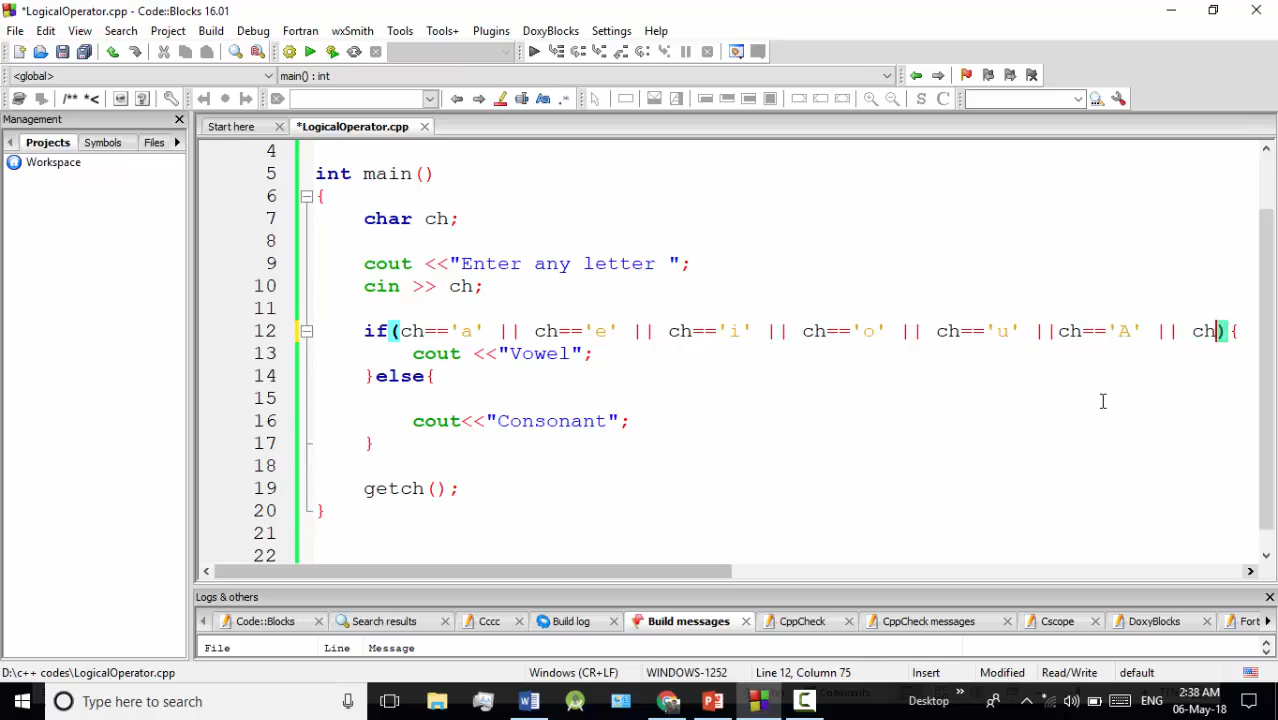 *LogicalOperator.cpp - Code::Blocks 16.01
File Edit View Search Project Build Debug Fortran wxSmith Tools Tools+ Plugins DoxyBlocks Settings Help
<global> main() : int
/** *< S C
Management
Projects Symbols Files
Workspace
Start here *LogicalOperator.cpp
4
5 int main()
6 {
7 char ch;
8
9 cout <<"Enter any letter ";
10 cin >> ch;
11
12 if(ch=='a' || ch=='e' || ch=='i' || ch=='o' || ch=='u' ||ch=='A' || ch){
13 cout <<"Vowel";
14 }else{
15
16 cout<<"Consonant";
17 }
18
19 getch();
20 }
21
22
Logs & others
Code::Blocks Search results Cccc Build log Build messages CppCheck CppCheck messages Cscope DoxyBlocks Fort
File Line Message
D:\c++ codes\LogicalOperator.cpp Windows (CR+LF) WINDOWS-1252 Line 12, Column 75 Insert Modified Read/Write default
Type here to search Desktop ENG 2:38 AM
06-May-18